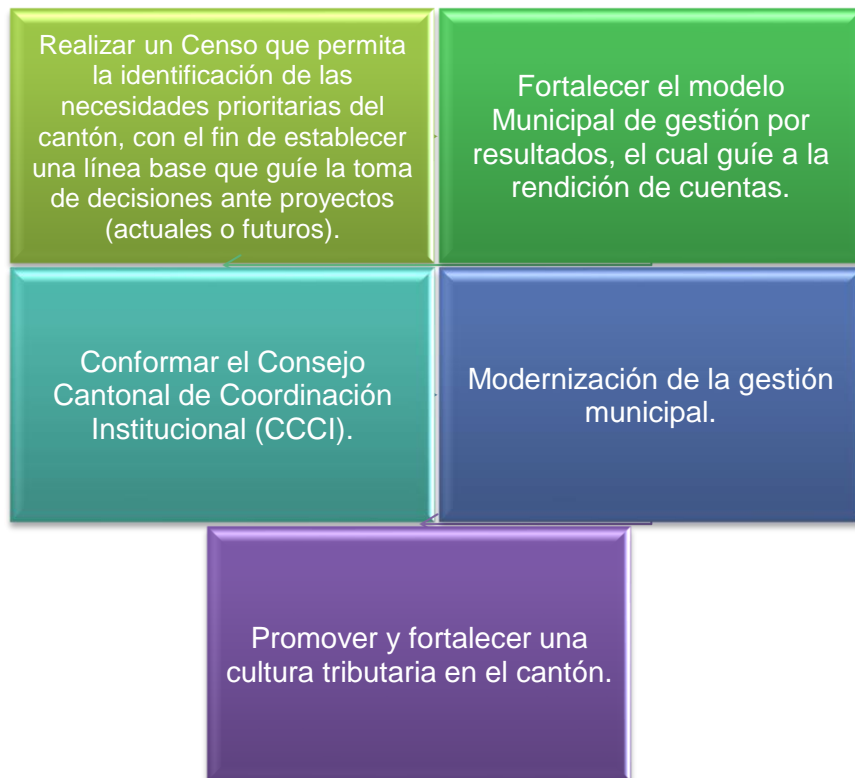 Realizar un Censo que permita
la identificación de las
necesidades prioritarias del
cantón, con el fin de establecer
una línea base que guíe la toma
de decisiones ante proyectos
(actuales o futuros).
Fortalecer el modelo
Municipal de gestión por
resultados, el cual guíe a la
rendición de cuentas.
Conformar el Consejo
Cantonal de Coordinación
Institucional (CCCI).
Modernización de la gestión
municipal.
Promover y fortalecer una
cultura tributaria en el cantón.